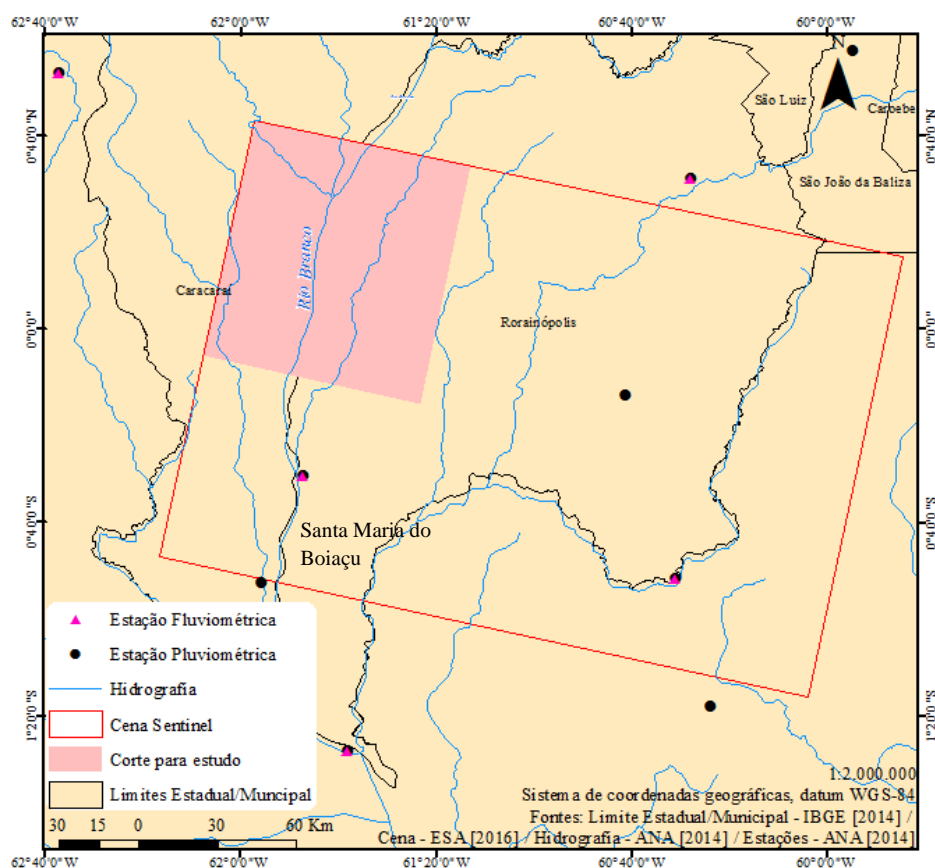 62°40'0"W 62°0'0"W 61°20'0"W 60°40'0"W 60°0'0"W
N
São Luiz
Caroebe
0°40'0"N 0°40'0"N
São João da Baliza
Rio Branco
Caracaraí
Rorainópolis
0°0'0" 0°0'0"
0°40'0"S 0°40'0"S
Santa Maria do
Boiaçu
Estação Fluviométrica
Estação Pluviométrica
Hidrografia
Cena Sentinel
Corte para estudo
Limites Estadual/Muncipal
1°20'0"S 1°20'0"S
30 15 0 30 60 Km
1:2.000.000
Sistema de coordenadas geográficas, datum WGS-84
Fontes: Limite Estadual/Municipal - IBGE [2014] /
Cena - ESA [2016] / Hidrografia - ANA [2014] / Estações - ANA [2014]
62°40'0"W 62°0'0"W 61°20'0"W 60°40'0"W 60°0'0"W